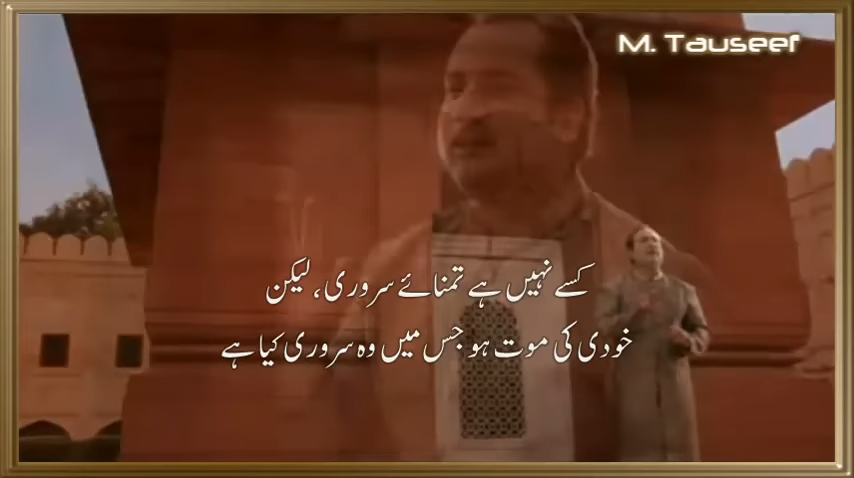 M. Tauseef
کسے نہیں ہے تمنائے سروری، لیکن
خودی کی موت ہو جس میں وہ سروری کیا ہے